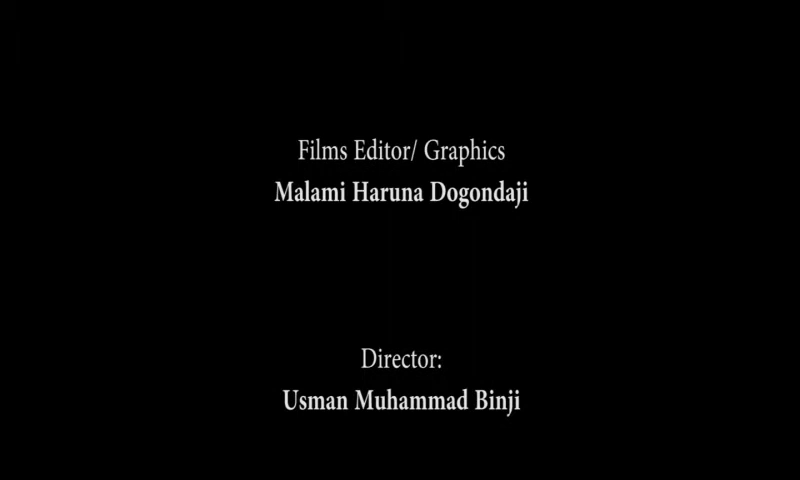 Films Editor/ Graphics
Malami Haruna Dogondaji
Director:
Usman Muhammad Binji